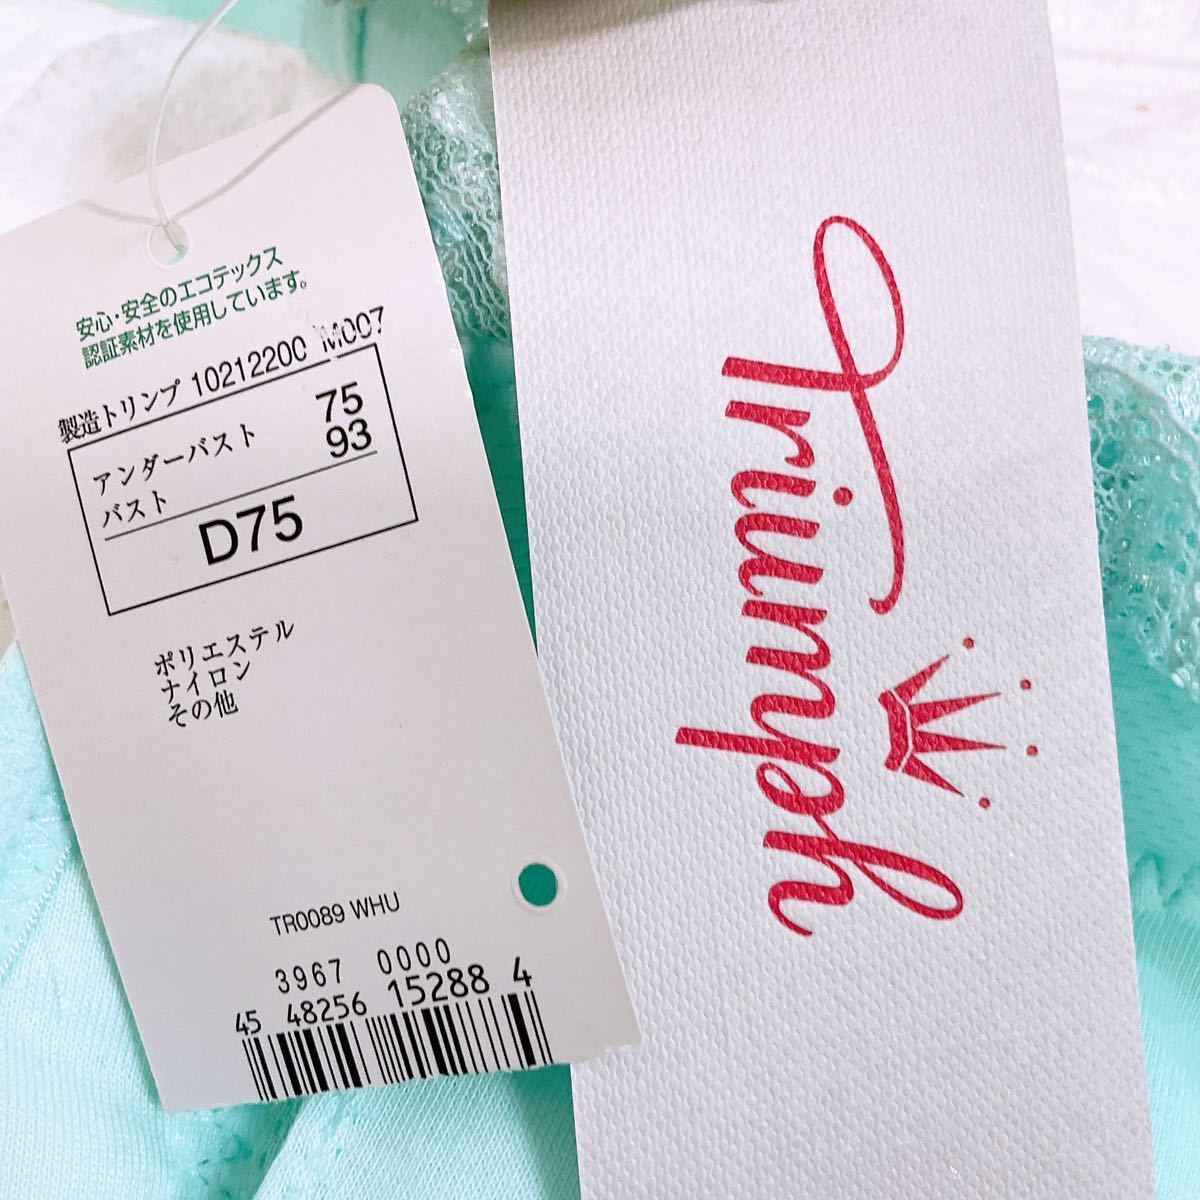 安心・安全のエコテックス
認証素材を使用しています。
製造トリンプ 10212200 M007
アンダーバスト 75
バスト 93
D75
ポリエステル
ナイロン
その他
TR0089 WHU
3967 0000
45 48256 15288 4
Triumph